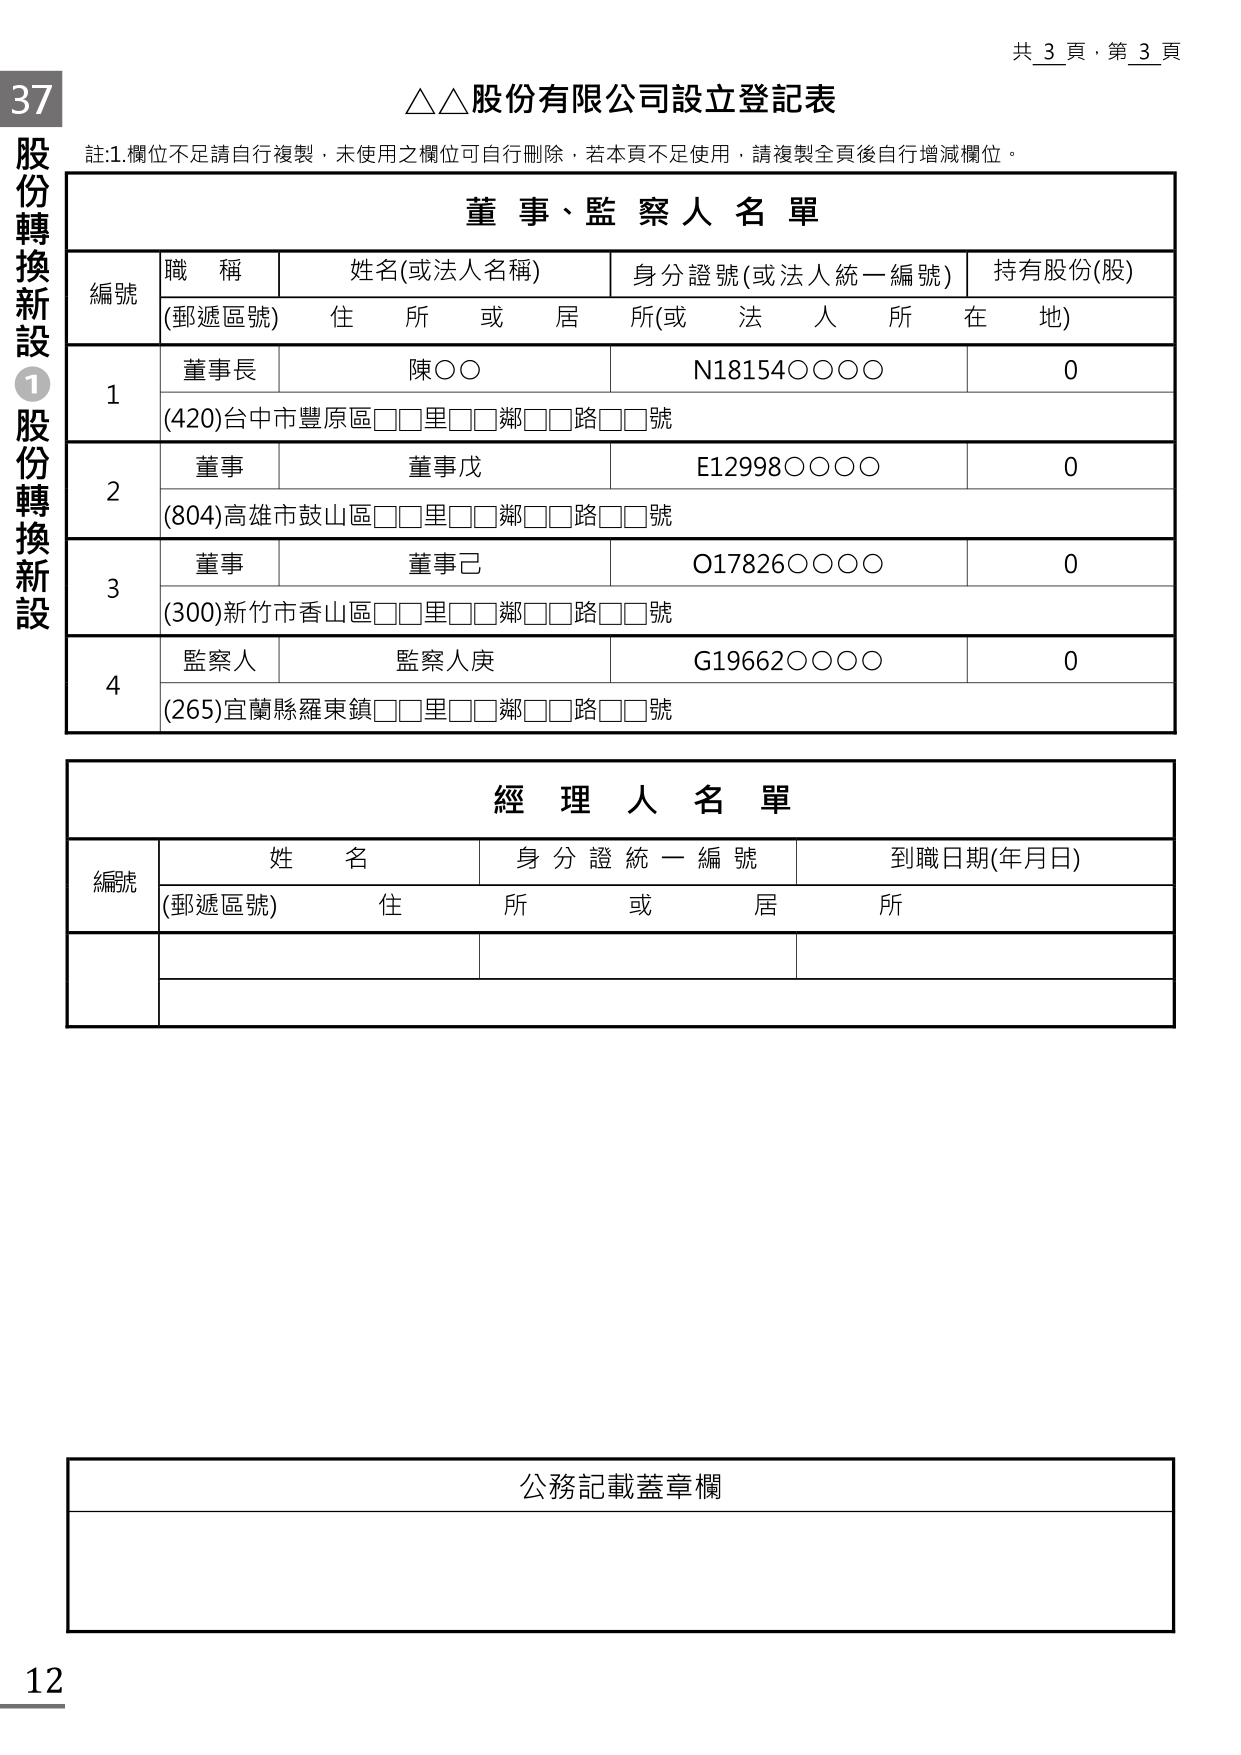 共 3 頁，第 3 頁
37
股份轉換新設❶股份轉換新設
△△股份有限公司設立登記表
註:1.欄位不足請自行複製，未使用之欄位可自行刪除，若本頁不足使用，請複製全頁後自行增減欄位。
董事、監察人名單
編號 職稱 姓名(或法人名稱) 身分證號(或法人統一編號) 持有股份(股)
(郵遞區號) 住所或居所(或法人所在地)
1 董事長 陳○○ N18154○○○○ 0
(420)台中市豐原區□□里□□鄰□□路□□號
2 董事 董事戊 E12998○○○○ 0
(804)高雄市鼓山區□□里□□鄰□□路□□號
3 董事 董事己 O17826○○○○ 0
(300)新竹市香山區□□里□□鄰□□路□□號
4 監察人 監察人庚 G19662○○○○ 0
(265)宜蘭縣羅東鎮□□里□□鄰□□路□□號
經理人名單
編號 姓名 身分證統一編號 到職日期(年月日)
(郵遞區號) 住所或居所
公務記載蓋章欄
12